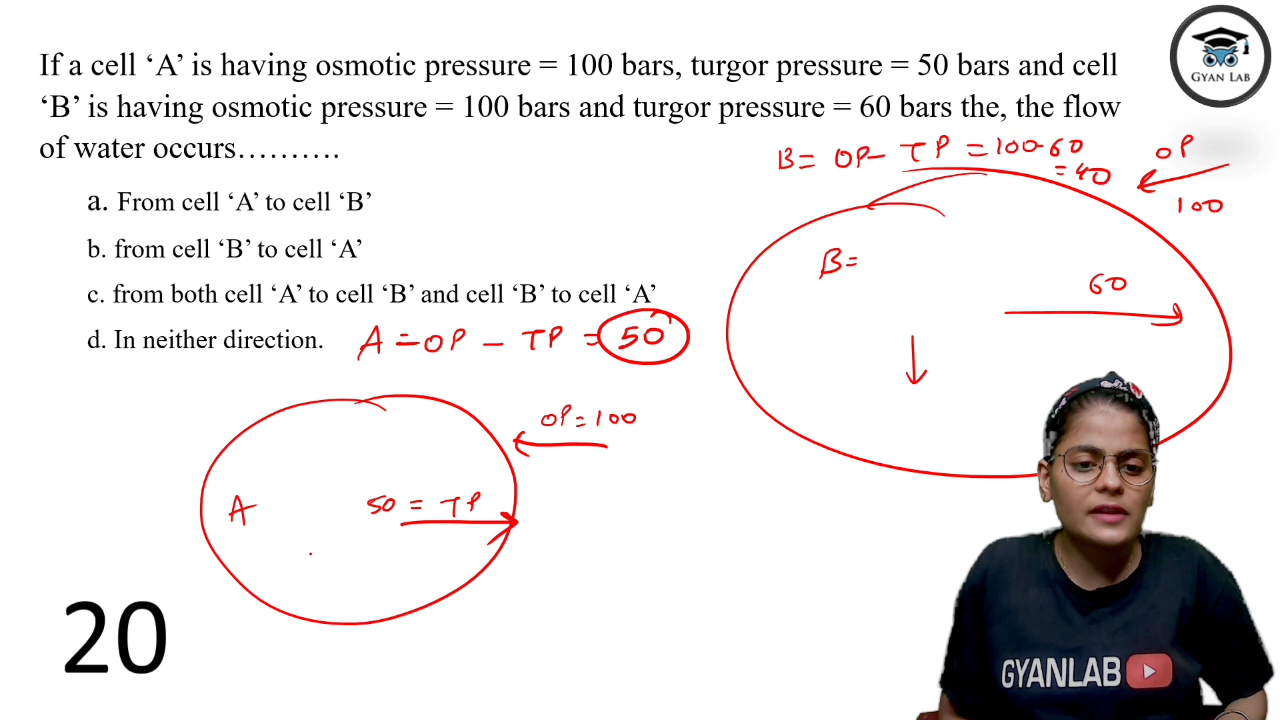 If a cell ‘A’ is having osmotic pressure = 100 bars, turgor pressure = 50 bars and cell
‘B’ is having osmotic pressure = 100 bars and turgor pressure = 60 bars the, the flow
of water occurs……….
GYAN LAB
B= OP- TP =100-60
=40
OP
100
a. From cell ‘A’ to cell ‘B’
b. from cell ‘B’ to cell ‘A’
c. from both cell ‘A’ to cell ‘B’ and cell ‘B’ to cell ‘A’
d. In neither direction.
A =OP - TP = 50
B=
60
OP=100
A
50 = TP
20
GYANLAB